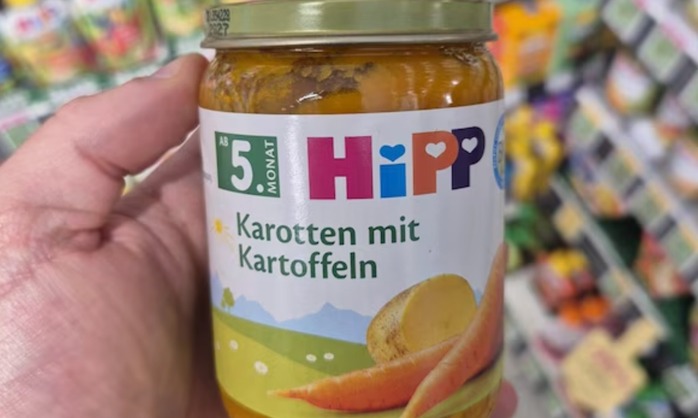 AB
5.
MONAT
HiPP
Karotten mit
Kartoffeln